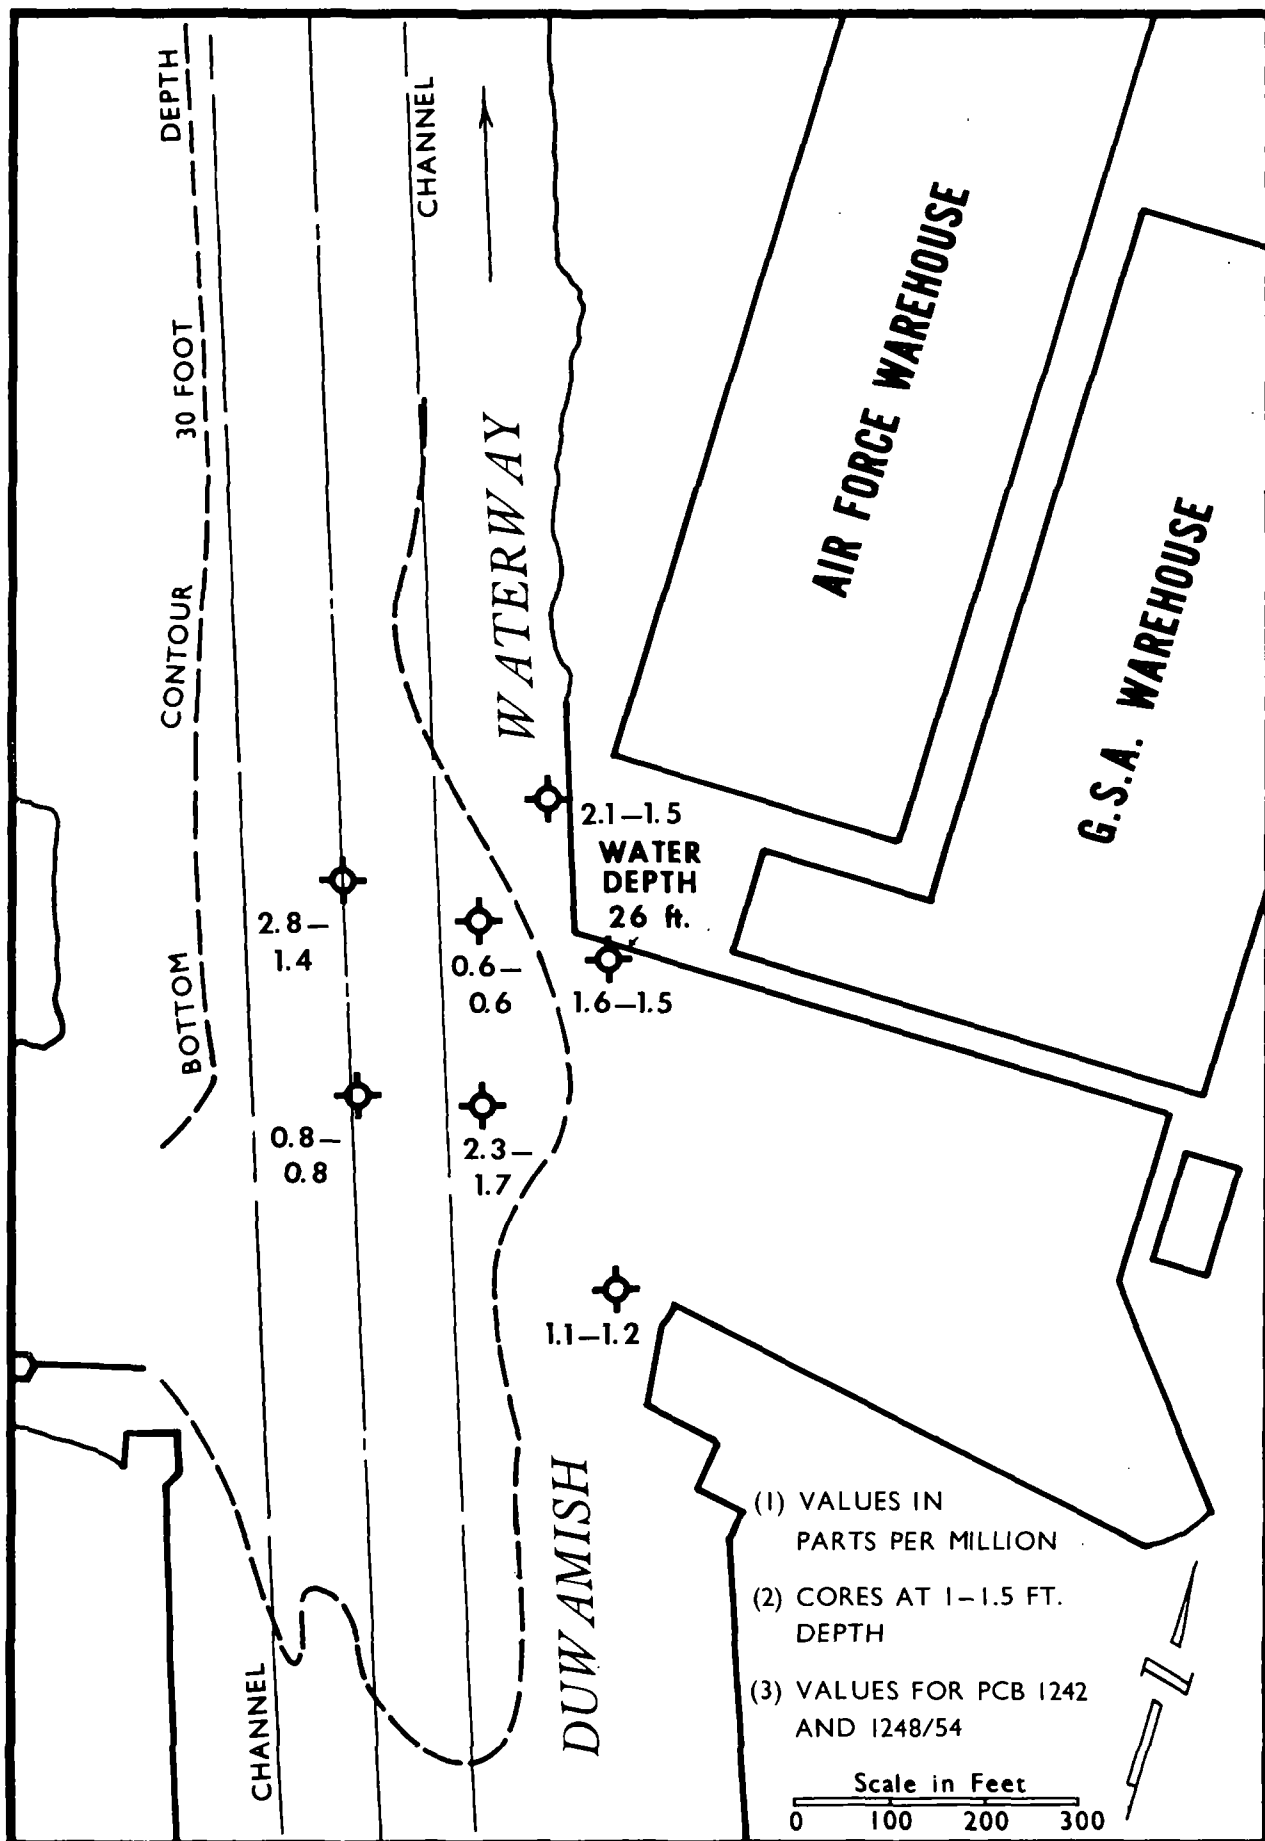 DEPTH
30 FOOT
CONTOUR
BOTTOM
CHANNEL
WATERWAY
AIR FORCE WAREHOUSE
G.S.A. WAREHOUSE
2.1–1.5
WATER
DEPTH
26 ft.
2.8–
1.4
0.6–
0.6
1.6–1.5
0.8–
0.8
2.3–
1.7
1.1–1.2
DUWAMISH
CHANNEL
(1) VALUES IN
PARTS PER MILLION
(2) CORES AT 1–1.5 FT.
DEPTH
(3) VALUES FOR PCB 1242
AND 1248/54
N
Scale in Feet
0 100 200 300